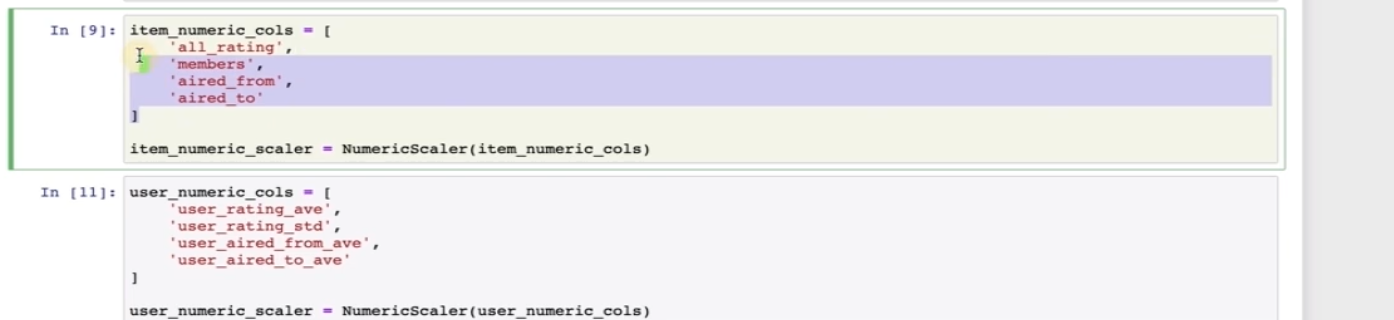 In [9]: item_numeric_cols = [
'all_rating',
'members',
'aired_from',
'aired_to'
]
item_numeric_scaler = NumericScaler(item_numeric_cols)
In [11]: user_numeric_cols = [
'user_rating_ave',
'user_rating_std',
'user_aired_from_ave',
'user_aired_to_ave'
]
user_numeric_scaler = NumericScaler(user_numeric_cols)